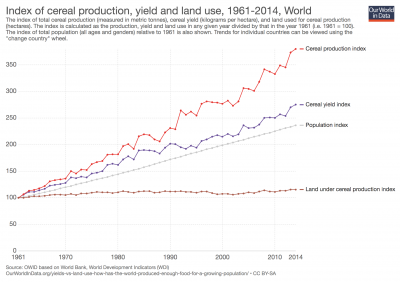 Index of cereal production, yield and land use, 1961-2014, World
Our World
in Data
The index of total cereal production (measured in metric tonnes), cereal yield (kilograms per hectare), and land used for cereal production
(hectares). The index is calculated as the production, yield or land use in any given year divided by that in the year 1961 (i.e. 1961 = 100).
The index of total population (all ages and genders) relative to 1961 is also shown. Trends for individual countries can be viewed using the
"change country" wheel.
Cereal production index
350
300
Cereal yield index
250
Population index
200
150
Land under cereal production index
100
50
0
1961 1970 1980 1990 2000 2010 2014
Source: OWID based on World Bank, World Development Indicators (WDI)
OurWorldInData.org/yields-vs-land-use-how-has-the-world-produced-enough-food-for-a-growing-population/ • CC BY-SA